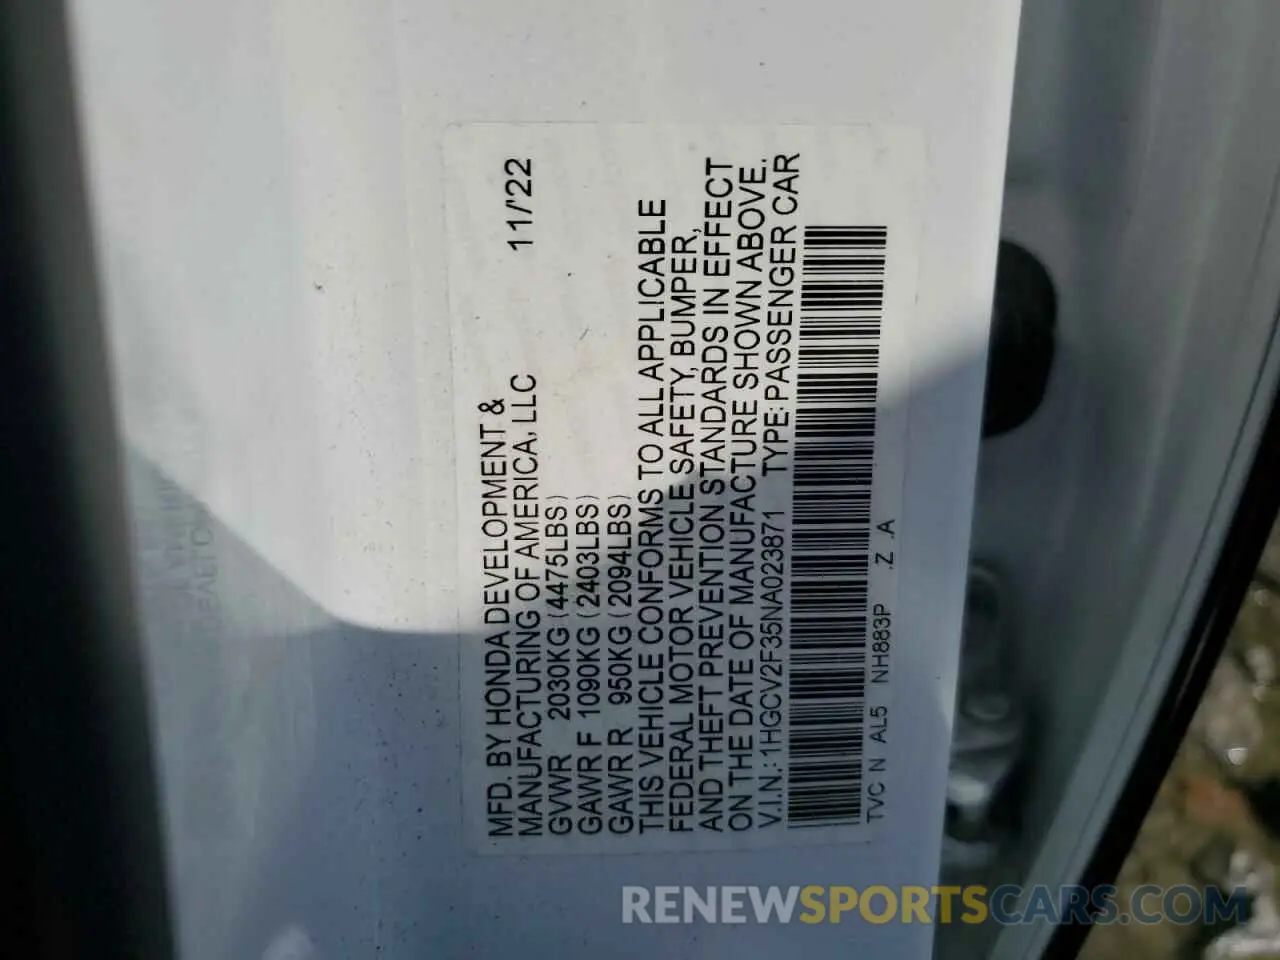 MFD. BY HONDA DEVELOPMENT &
MANUFACTURING OF AMERICA, LLC 11/'22
GVWR 2030KG (4475LBS)
GAWR F 1090KG (2403LBS)
GAWR R 950KG (2094LBS)
THIS VEHICLE CONFORMS TO ALL APPLICABLE
FEDERAL MOTOR VEHICLE SAFETY, BUMPER,
AND THEFT PREVENTION STANDARDS IN EFFECT
ON THE DATE OF MANUFACTURE SHOWN ABOVE.
V.I.N.: 1HGCV2F35NA023871 TYPE: PASSENGER CAR
TVC N AL5 NH883P .Z .A
RENEWSPORTSCARS.COM